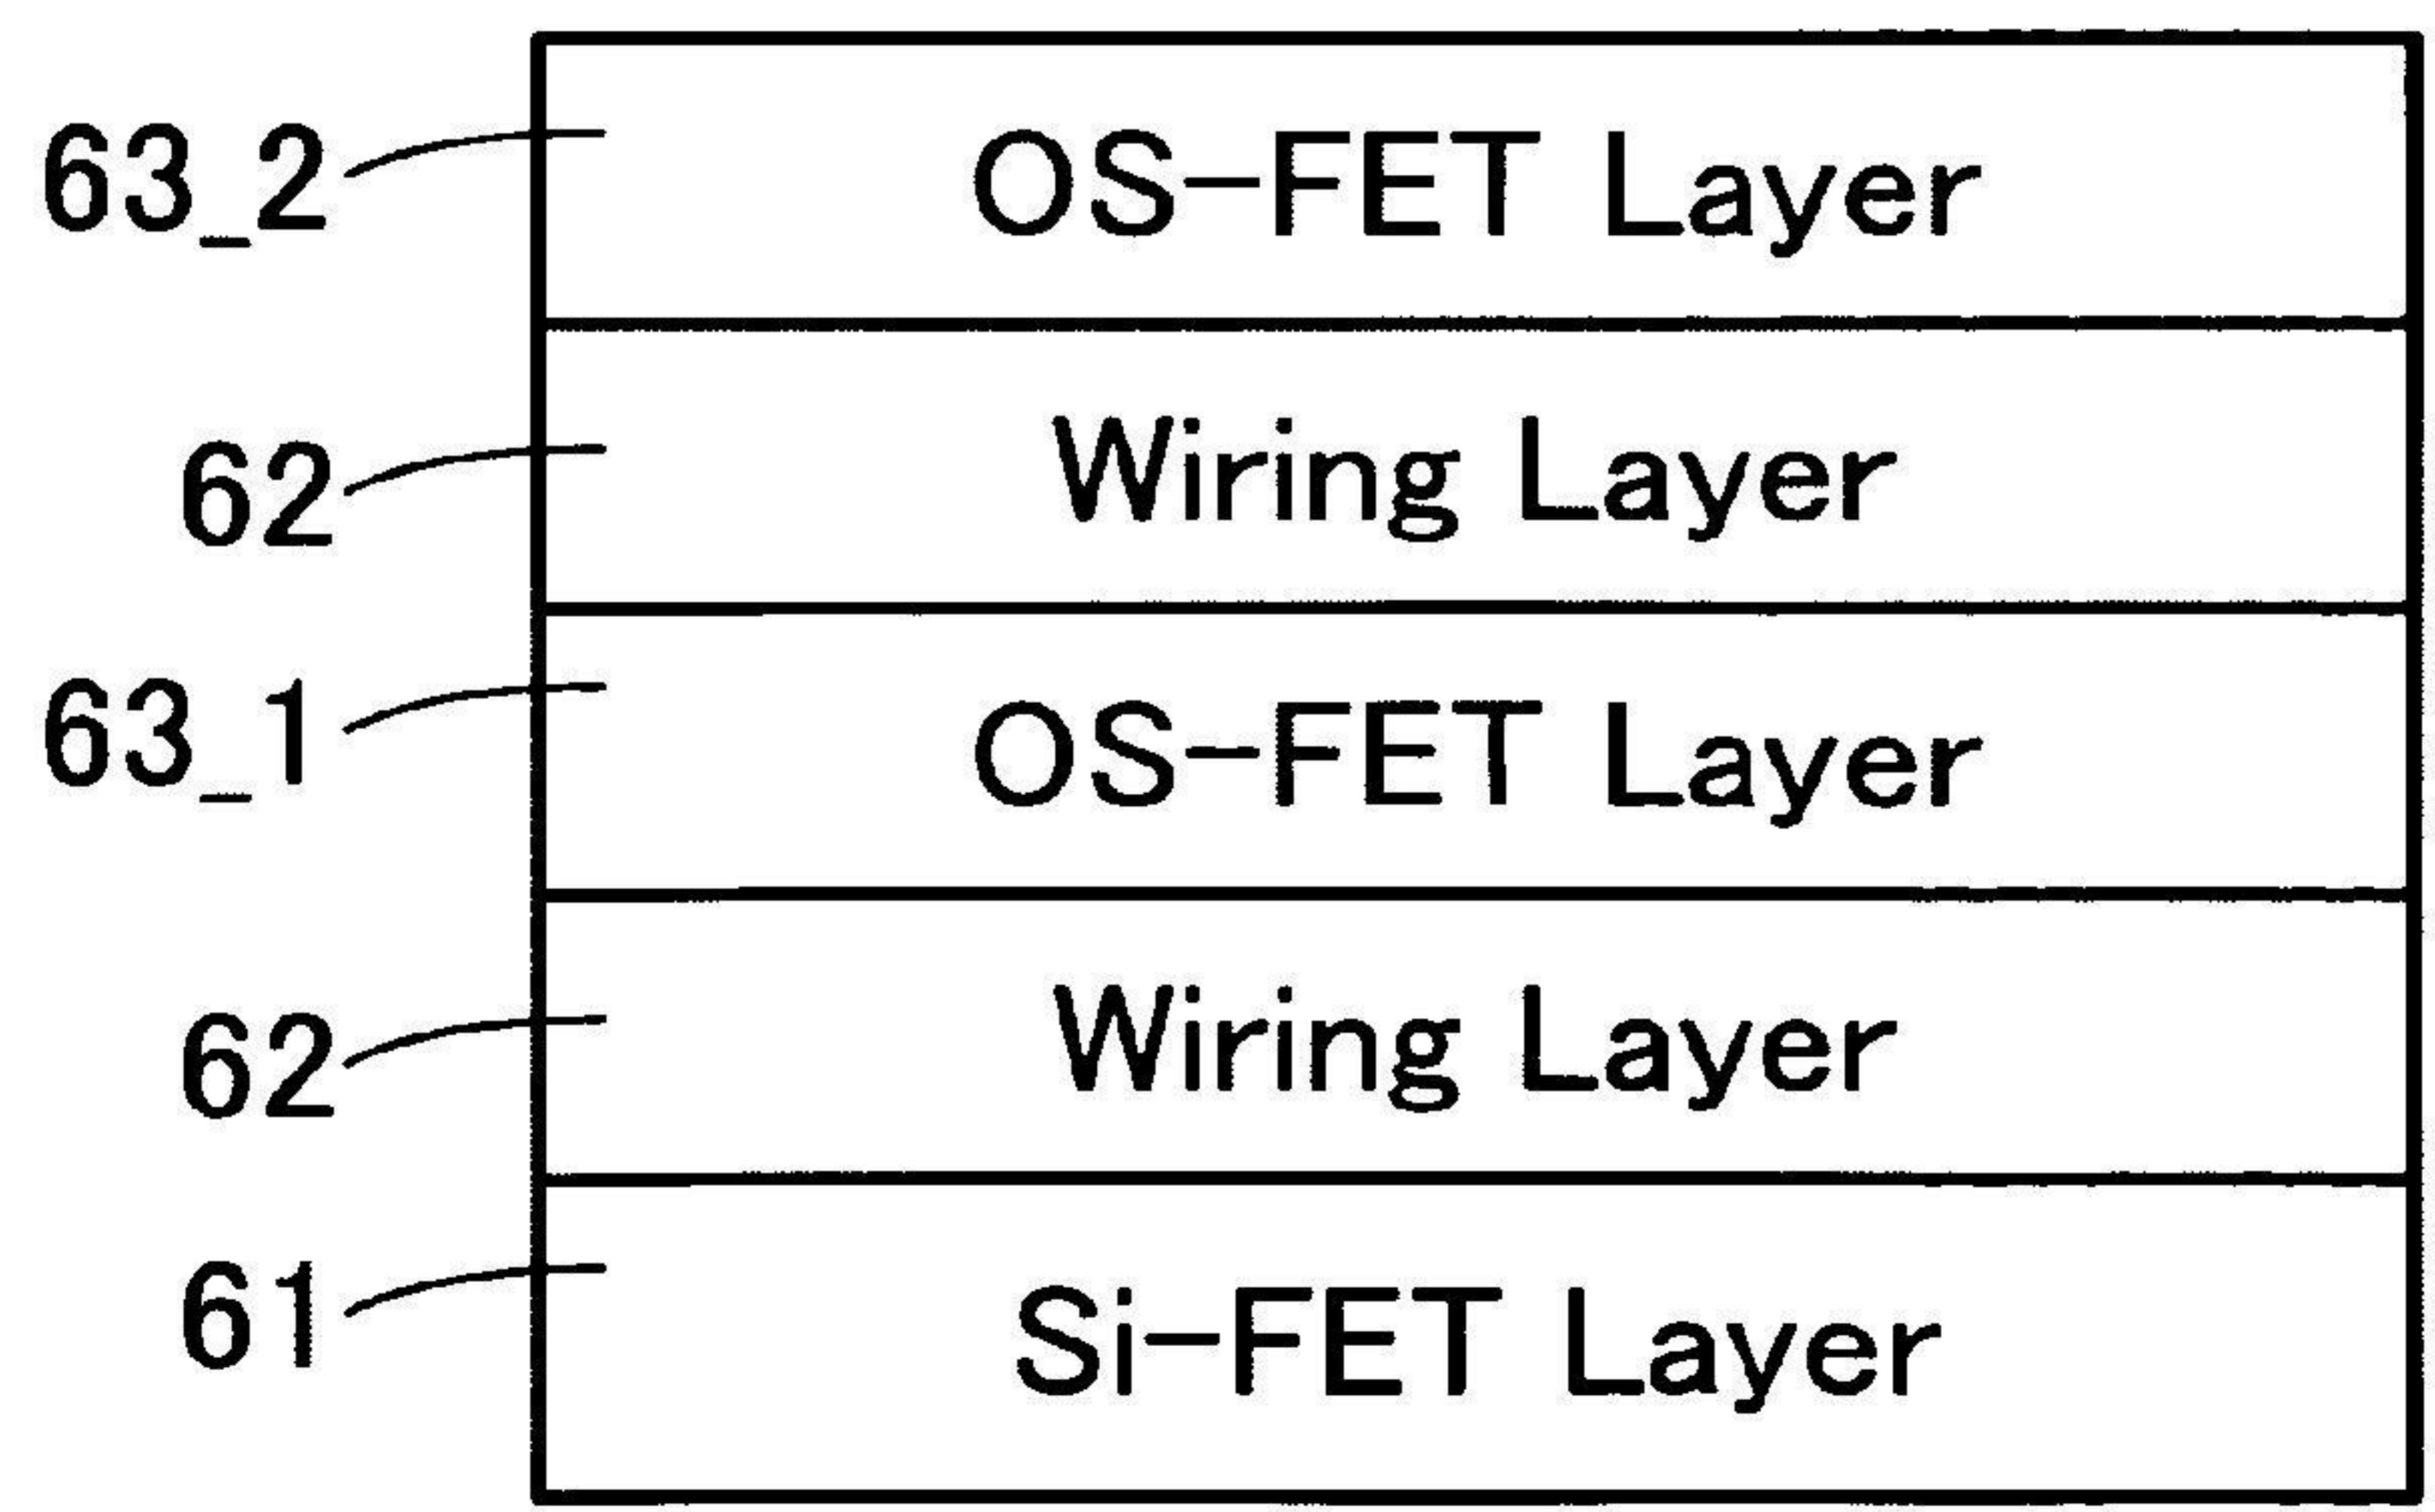 63_2 OS-FET Layer
62 Wiring Layer
63_1 OS-FET Layer
62 Wiring Layer
61 Si-FET Layer